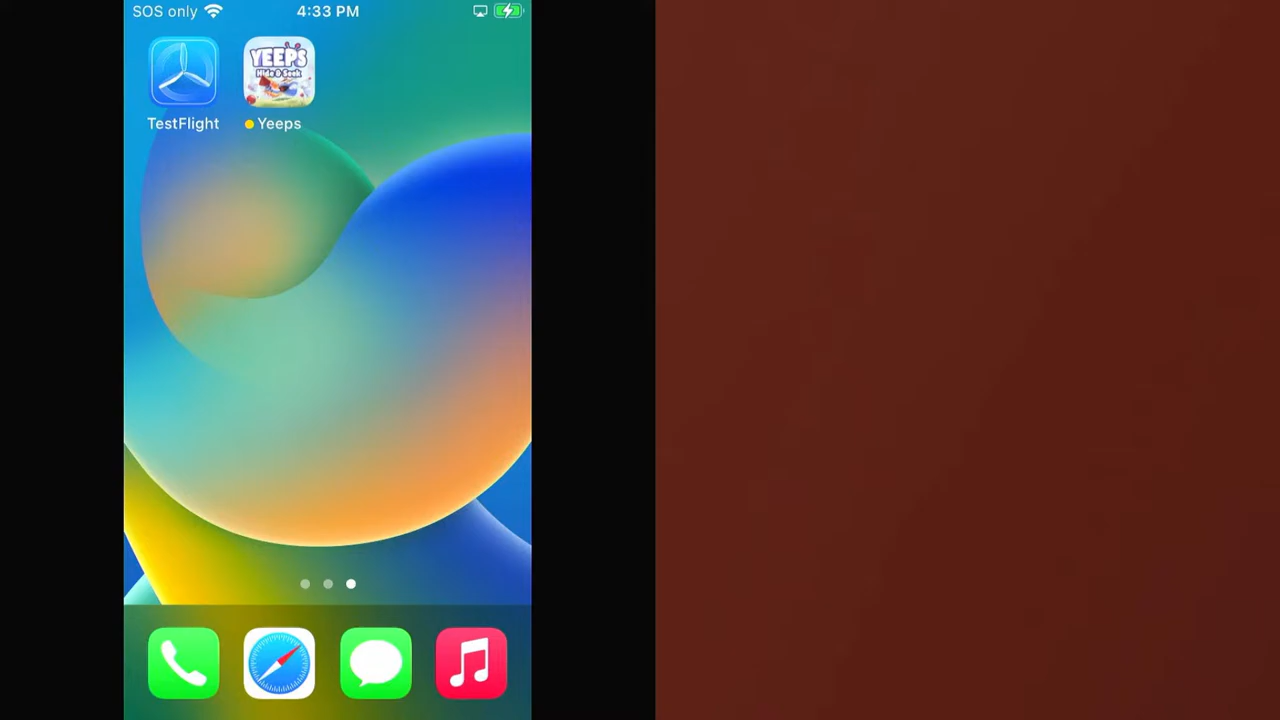 SOS only
4:33 PM
YEEPS
Hide & Seek
TestFlight
Yeeps